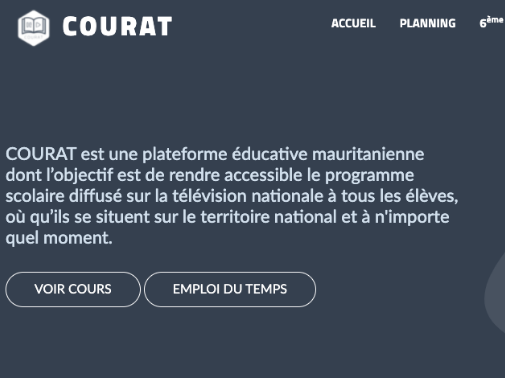 COURAT
ACCUEIL PLANNING 6ème
COURAT est une plateforme éducative mauritanienne
dont l’objectif est de rendre accessible le programme
scolaire diffusé sur la télévision nationale à tous les élèves,
où qu’ils se situent sur le territoire national et à n'importe
quel moment.
VOIR COURS EMPLOI DU TEMPS